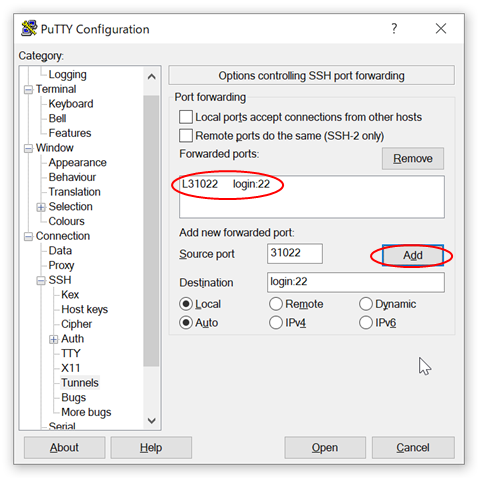 PuTTY Configuration
?
Category:
Logging
Terminal
Keyboard
Bell
Features
Window
Appearance
Behaviour
Translation
Selection
Colours
Connection
Data
Proxy
SSH
Kex
Host keys
Cipher
Auth
TTY
X11
Tunnels
Bugs
More bugs
Serial
Options controlling SSH port forwarding
Port forwarding
Local ports accept connections from other hosts
Remote ports do the same (SSH-2 only)
Forwarded ports:
Remove
L31022 login:22
Add new forwarded port:
Source port 31022 Add
Destination login:22
Local Remote Dynamic
Auto IPv4 IPv6
About Help Open Cancel